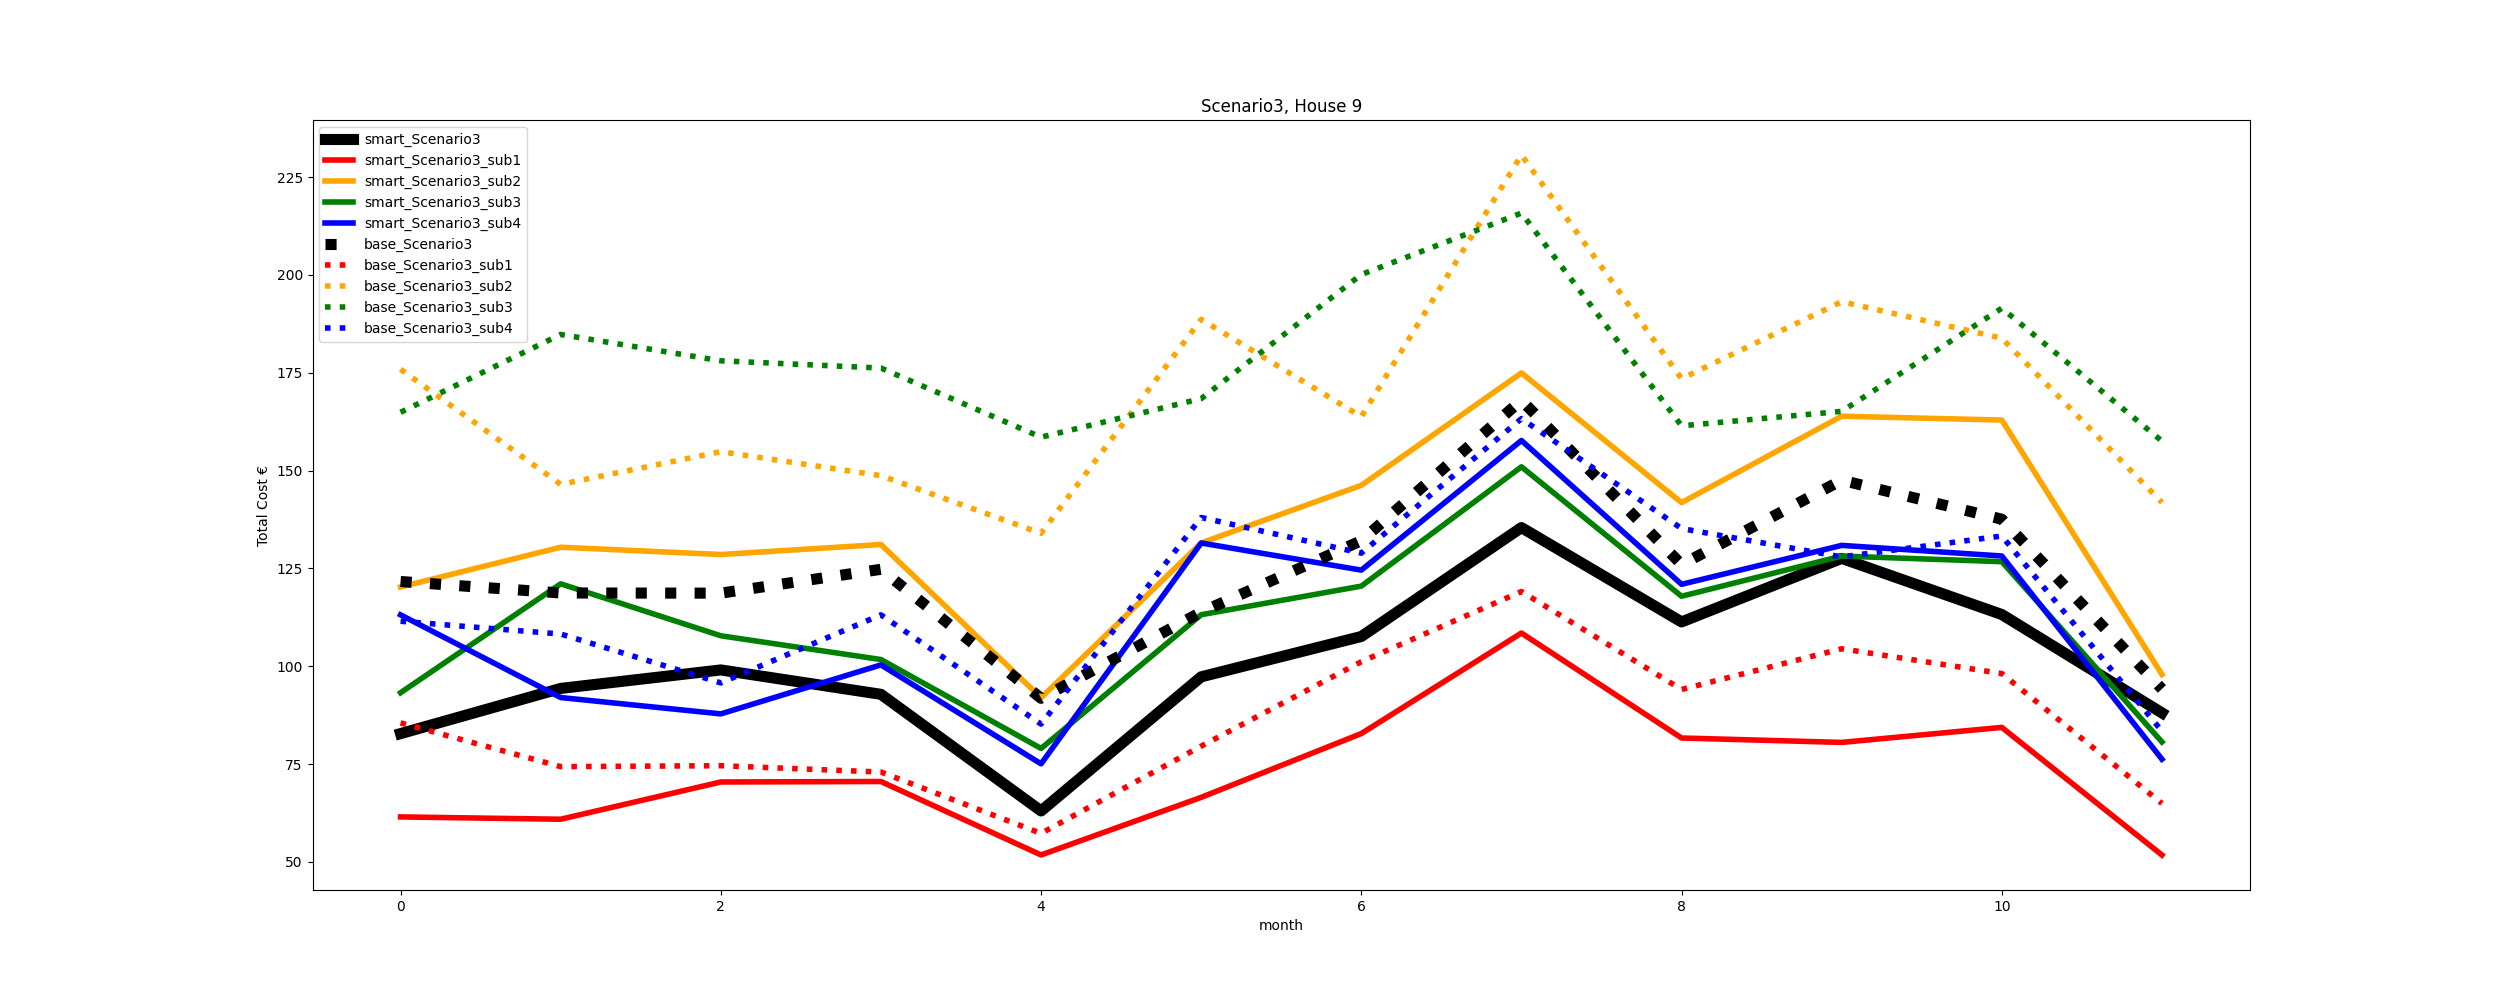 Scenario3, House 9
smart_Scenario3
smart_Scenario3_sub1
smart_Scenario3_sub2
smart_Scenario3_sub3
smart_Scenario3_sub4
base_Scenario3
base_Scenario3_sub1
base_Scenario3_sub2
base_Scenario3_sub3
base_Scenario3_sub4
Total Cost €
225
200
175
150
125
100
75
50
0 2 4 6 8 10
month